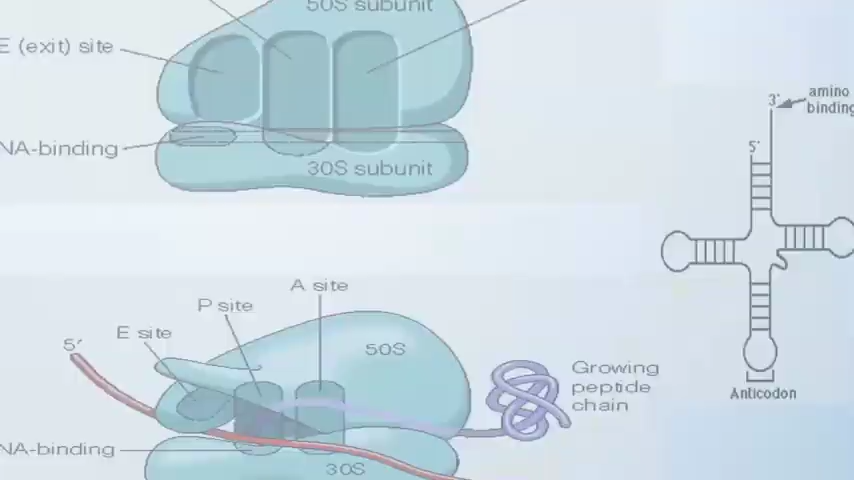 50S subunit
E (exit) site
NA-binding
30S subunit
3'
amino
binding
5'
A site
P site
E site
5'
50S
Growing
peptide
chain
Anticodon
NA-binding
30S